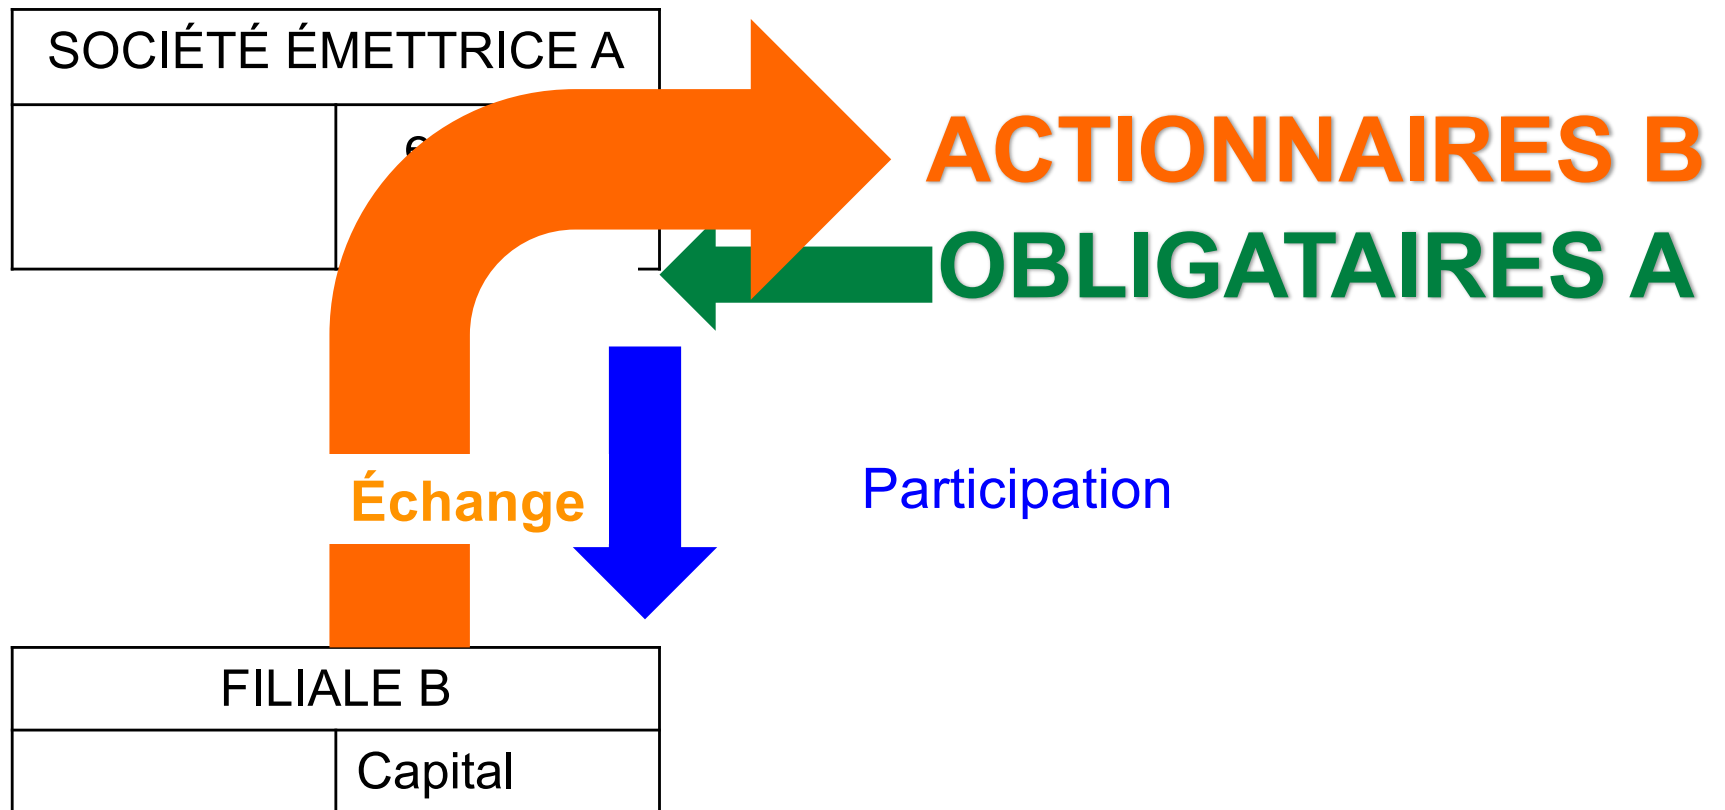 SOCIÉTÉ ÉMETTRICE A
ACTIONNAIRES B
OBLIGATAIRES A
Échange
Participation
FILIALE B
Capital